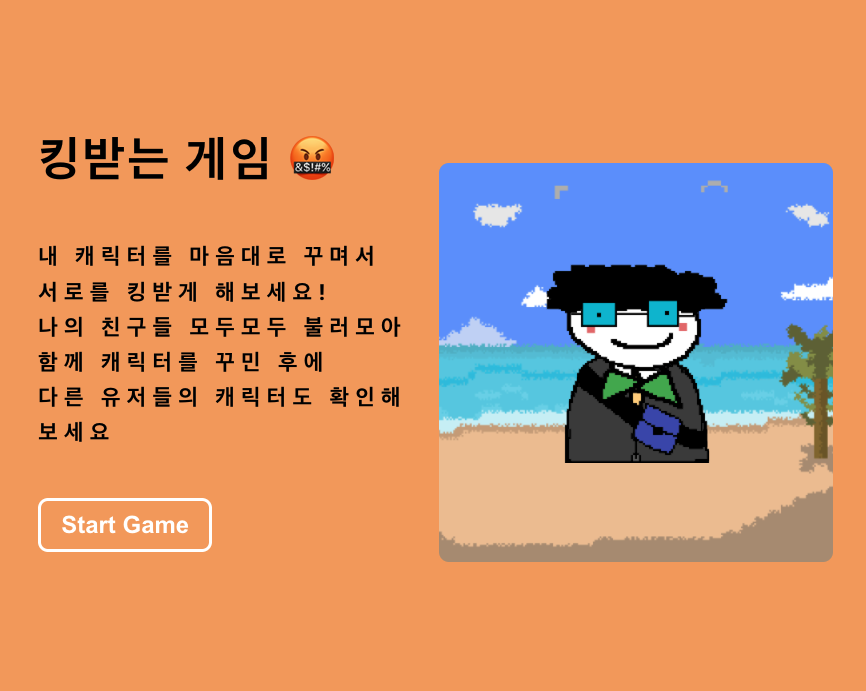 킹받는 게임 🤬
내 캐릭터를 마음대로 꾸며서
서로를 킹받게 해보세요!
나의 친구들 모두모두 불러모아
함께 캐릭터를 꾸민 후에
다른 유저들의 캐릭터도 확인해
보세요
Start Game